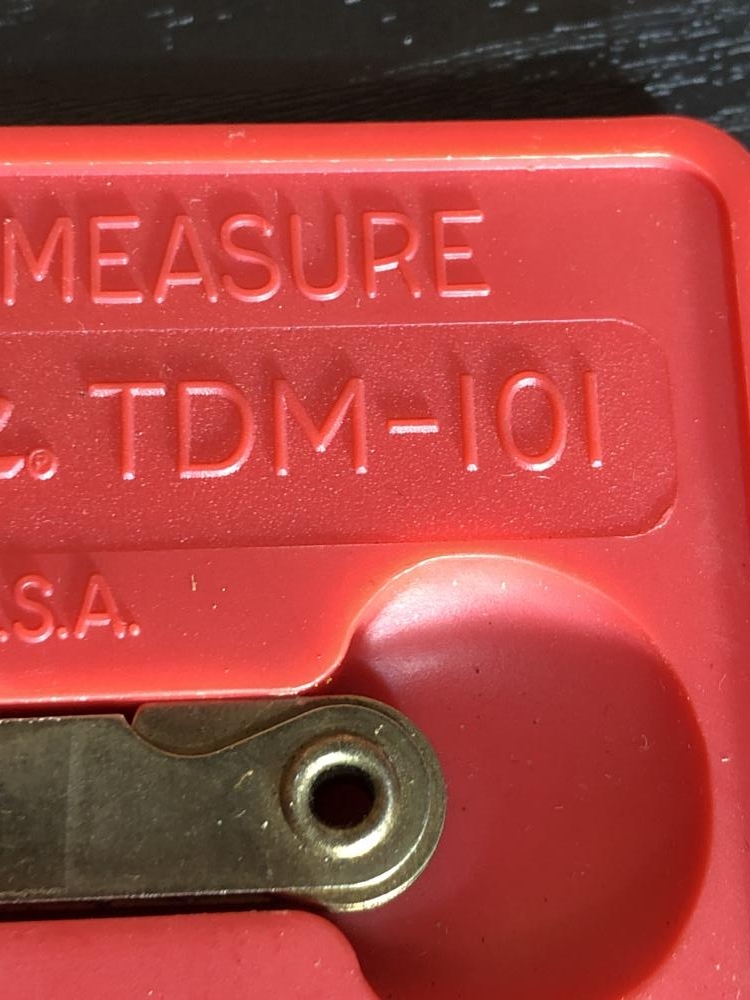 MEASURE
® TDM-101
.S.A.